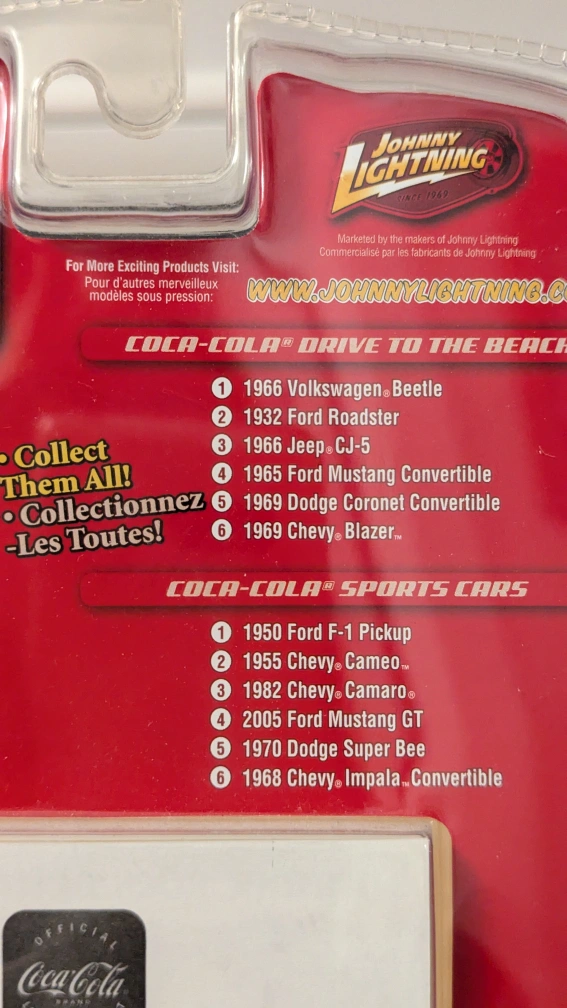 JOHNNY
LIGHTNING
SINCE 1969
Marketed by the makers of Johnny Lightning
Commercialisé par les fabricants de Johnny Lightning
For More Exciting Products Visit:
Pour d'autres merveilleux
modèles sous pression:
WWW.JOHNNYLIGHTNING.CO
COCA-COLA® DRIVE TO THE BEACH
1 1966 Volkswagen® Beetle
2 1932 Ford Roadster
3 1966 Jeep® CJ-5
4 1965 Ford Mustang Convertible
5 1969 Dodge Coronet Convertible
6 1969 Chevy® Blazer™
• Collect
Them All!
• Collectionnez
-Les Toutes!
COCA-COLA® SPORTS CARS
1 1950 Ford F-1 Pickup
2 1955 Chevy® Cameo™
3 1982 Chevy® Camaro®
4 2005 Ford Mustang GT
5 1970 Dodge Super Bee
6 1968 Chevy® Impala™ Convertible
OFFICIAL
Coca-Cola
BRAND